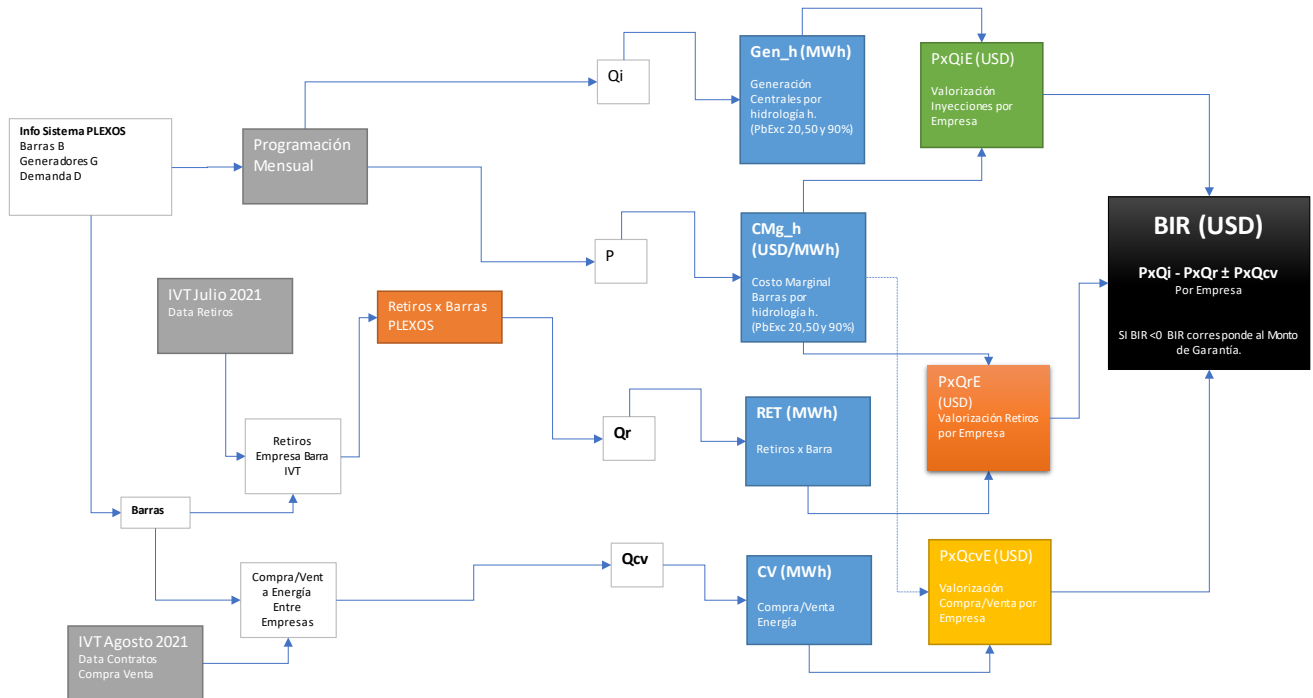 Info Sistema PLEXOS
Barras B
Generadores G
Demanda D
Programación
Mensual
Qi
Gen_h (MWh)
Generación
Centrales por
hidrología h.
(PbExc 20,50 y 90%)
PxQiE (USD)
Valorización
Inyecciones por
Empresa
P
CMg_h
(USD/MWh)
Costo Marginal
Barras por
hidrología h.
(PbExc 20,50 y 90%)
BIR (USD)
PxQi - PxQr ± PxQcv
Por Empresa
SI BIR <0 BIR corresponde al Monto
de Garantía.
IVT Julio 2021
Data Retiros
Retiros x Barras
PLEXOS
PxQrE
(USD)
Valorización Retiros
por Empresa
Retiros
Empresa Barra
IVT
Qr
RET (MWh)
Retiros x Barra
Barras
Compra/Vent
a Energía
Entre
Empresas
Qcv
CV (MWh)
Compra/Venta
Energía
PxQcvE (USD)
Valorización
Compra/Venta por
Empresa
IVT Agosto 2021
Data Contratos
Compra Venta